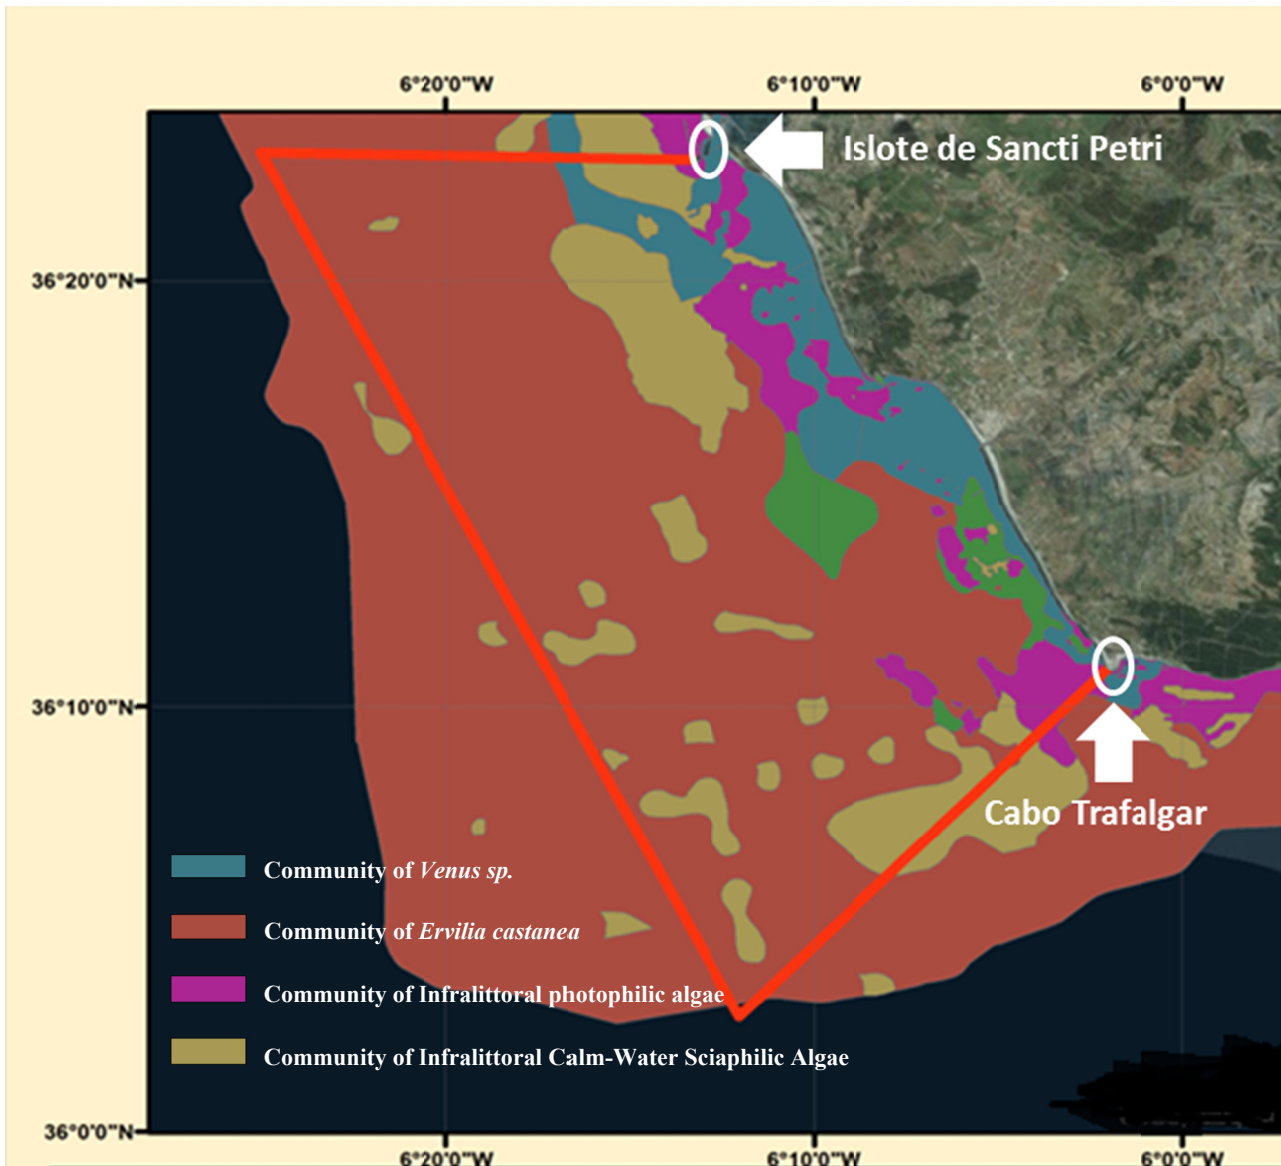 6°20'0"W 6°10'0"W 6°0'0"W
Islote de Sancti Petri
36°20'0"N
36°10'0"N
Cabo Trafalgar
Community of Venus sp.
Community of Ervilia castanea
Community of Infralittoral photophilic algae
Community of Infralittoral Calm-Water Sciaphilic Algae
36°0'0"N
6°20'0"W 6°10'0"W 6°0'0"W